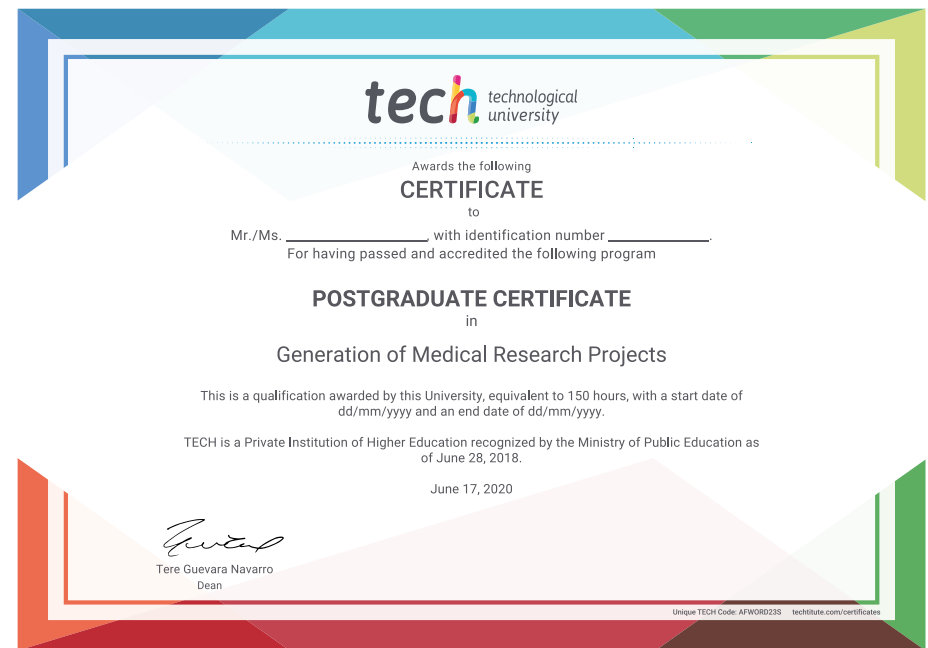 tech technological
university
Awards the following
CERTIFICATE
to
Mr./Ms. ____________________, with identification number ______________.
For having passed and accredited the following program
POSTGRADUATE CERTIFICATE
in
Generation of Medical Research Projects
This is a qualification awarded by this University, equivalent to 150 hours, with a start date of
dd/mm/yyyy and an end date of dd/mm/yyyy.
TECH is a Private Institution of Higher Education recognized by the Ministry of Public Education as
of June 28, 2018.
June 17, 2020
Tere Guevara Navarro
Dean
Unique TECH Code: AFWORD23S techtitute.com/certificates